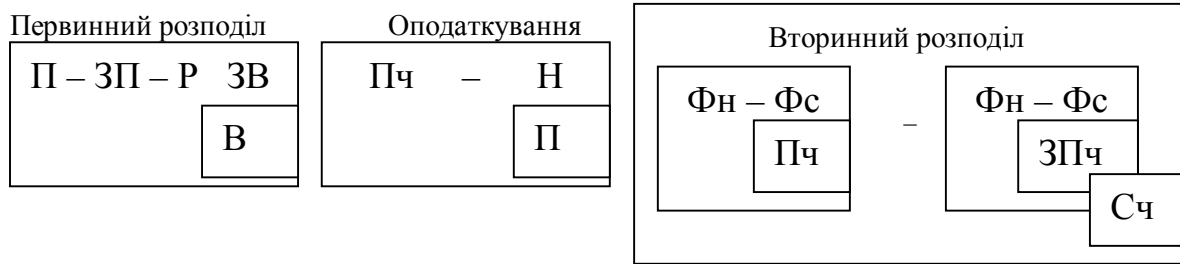 Первинний розподіл
П – ЗП – Р ЗВ
В
Оподаткування
Пч – Н
П
Вторинний розподіл
Фн – Фс
Пч
–
Фн – Фс
ЗПч
Сч